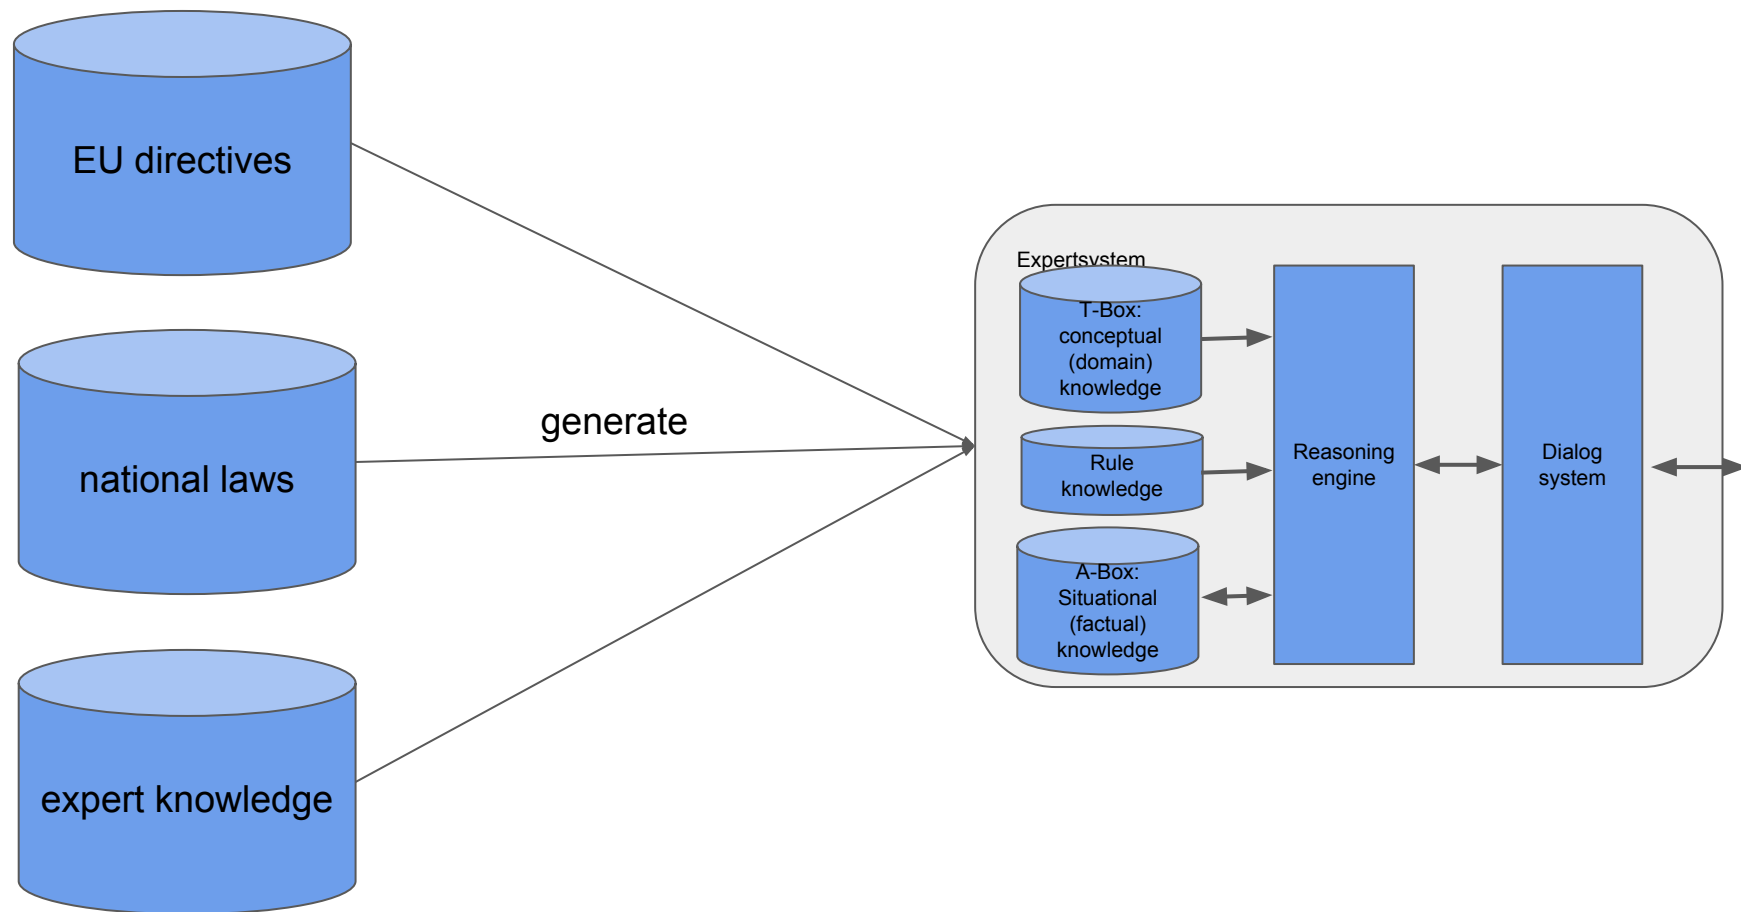 EU directives
national laws
expert knowledge
generate
Expertsystem
T-Box:
conceptual
(domain)
knowledge
Rule
knowledge
A-Box:
Situational
(factual)
knowledge
Reasoning
engine
Dialog
system